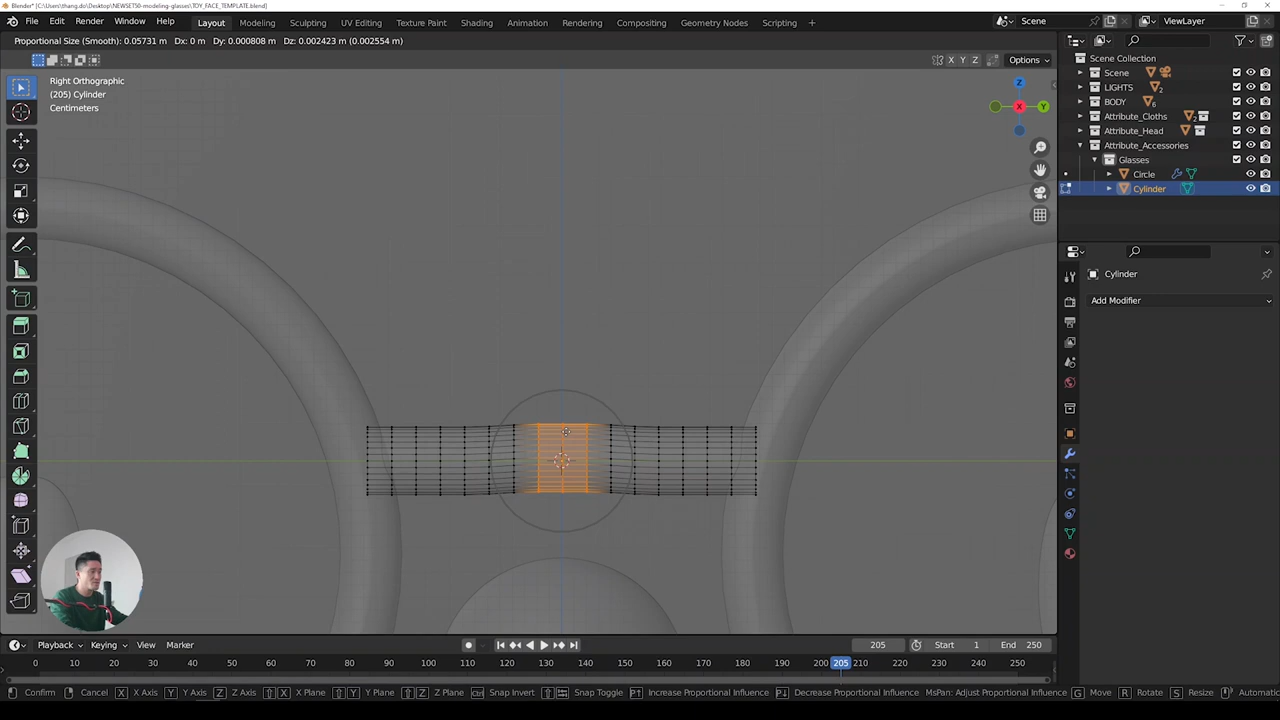 Blender* [C:\Users\thang.do\Desktop\NEWSET50-modeling-glasses\TOY_FACE_TEMPLATE.blend]
File Edit Render Window Help Layout Modeling Sculpting UV Editing Texture Paint Shading Animation Rendering Compositing Geometry Nodes Scripting + Scene ViewLayer
Proportional Size (Smooth): 0.05731 m Dx: 0 m Dy: 0.000808 m Dz: 0.002423 m (0.002554 m)
X Y Z Options
Right Orthographic
(205) Cylinder
Centimeters
Z
X
Y
Scene Collection
Scene
LIGHTS 2
BODY 6
Attribute_Cloths 2
Attribute_Head
Attribute_Accessories
Glasses
Circle
Cylinder
Cylinder
Add Modifier
Playback Keying View Marker 205 Start 1 End 250
0 10 20 30 40 50 60 70 80 90 100 110 120 130 140 150 160 170 180 190 200 205 210 220 230 240 250
Confirm Cancel X X Axis Y Y Axis Z Z Axis X X Plane Y Y Plane Z Z Plane Ctrl Snap Invert Snap Toggle Increase Proportional Influence Decrease Proportional Influence MsPan: Adjust Proportional Influence G Move R Rotate S Resize Automatic